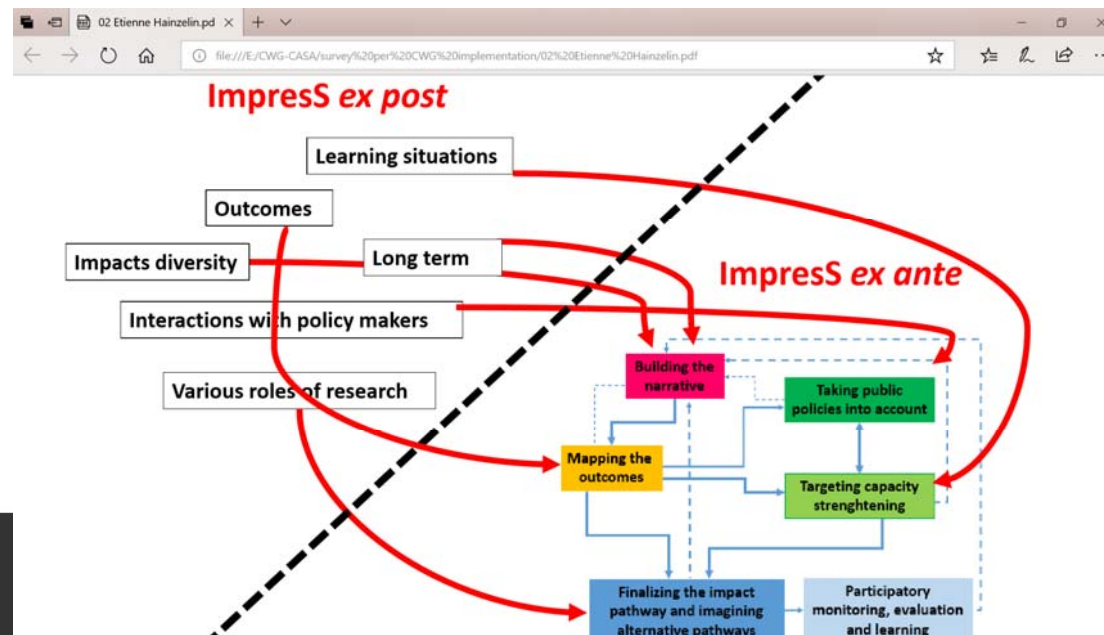 02 Etienne Hainzelin.pd
file:///E:/CWG-CASA/survey%20per%20CWG%20implementation/02%20Etienne%20Hainzelin.pdf
ImpresS ex post
Learning situations
Outcomes
Impacts diversity
Long term
ImpresS ex ante
Interactions with policy makers
Various roles of research
Building the
narrative
Taking public
policies into account
Mapping the
outcomes
Targeting capacity
strenghtening
Finalizing the impact
pathway and imagining
alternative pathways
Participatory
monitoring, evaluation
and learning